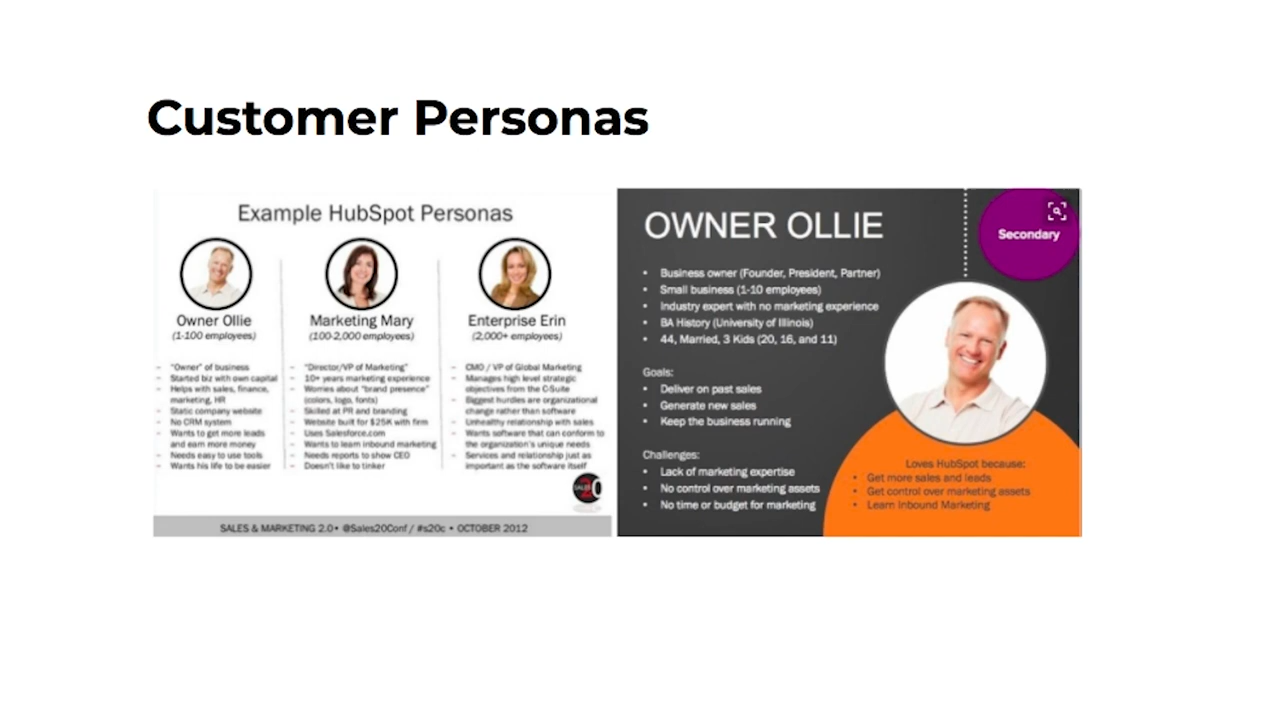 Customer Personas
Example HubSpot Personas
Owner Ollie
(1-100 employees)
- "Owner" of business
- Started biz with own capital
- Helps with sales, finance,
marketing, HR
- Static company website
- No CRM system
- Wants to get more leads
and earn more money
- Needs easy to use tools
- Wants his life to be easier
Marketing Mary
(100-2,000 employees)
- "Director/VP of Marketing"
- 10+ years marketing experience
- Worries about "brand presence"
(colors, logo, fonts)
- Skilled at PR and branding
- Website built for $25K with firm
- Uses Salesforce.com
- Wants to learn inbound marketing
- Needs reports to show CEO
- Doesn't like to tinker
Enterprise Erin
(2,000+ employees)
- CMO / VP of Global Marketing
- Manages high level strategic
objectives from the C-Suite
- Biggest hurdles are organizational
change rather than software
- Unhealthy relationship with sales
- Wants software that can conform to
the organization's unique needs
- Services and relationship just as
important as the software itself
SALES & MARKETING 2.0 • @Sales20Conf / #s20c • OCTOBER 2012
OWNER OLLIE
Secondary
• Business owner (Founder, President, Partner)
• Small business (1-10 employees)
• Industry expert with no marketing experience
• BA History (University of Illinois)
• 44, Married, 3 Kids (20, 16, and 11)
Goals:
• Deliver on past sales
• Generate new sales
• Keep the business running
Challenges:
• Lack of marketing expertise
• No control over marketing assets
• No time or budget for marketing
Loves HubSpot because:
• Get more sales and leads
• Get control over marketing assets
• Learn Inbound Marketing